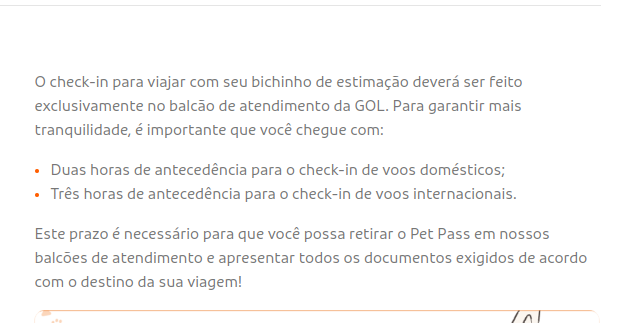 O check-in para viajar com seu bichinho de estimação deverá ser feito
exclusivamente no balcão de atendimento da GOL. Para garantir mais
tranquilidade, é importante que você chegue com:
• Duas horas de antecedência para o check-in de voos domésticos;
• Três horas de antecedência para o check-in de voos internacionais.
Este prazo é necessário para que você possa retirar o Pet Pass em nossos
balcões de atendimento e apresentar todos os documentos exigidos de acordo
com o destino da sua viagem!